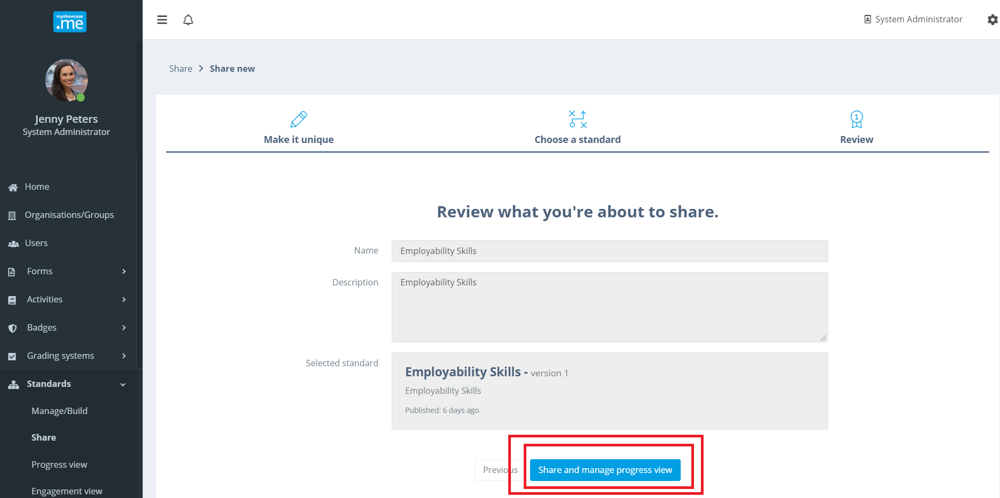 myshowcase
.me
System Administrator
Jenny Peters
System Administrator
Home
Organisations/Groups
Users
Forms
Activities
Badges
Grading systems
Standards
Manage/Build
Share
Progress view
Engagement view
Share > Share new
Make it unique
Choose a standard
1
Review
Review what you're about to share.
Name
Employability Skills
Description
Employability Skills
Selected standard
Employability Skills - version 1
Employability Skills
Published: 6 days ago
Previous
Share and manage progress view